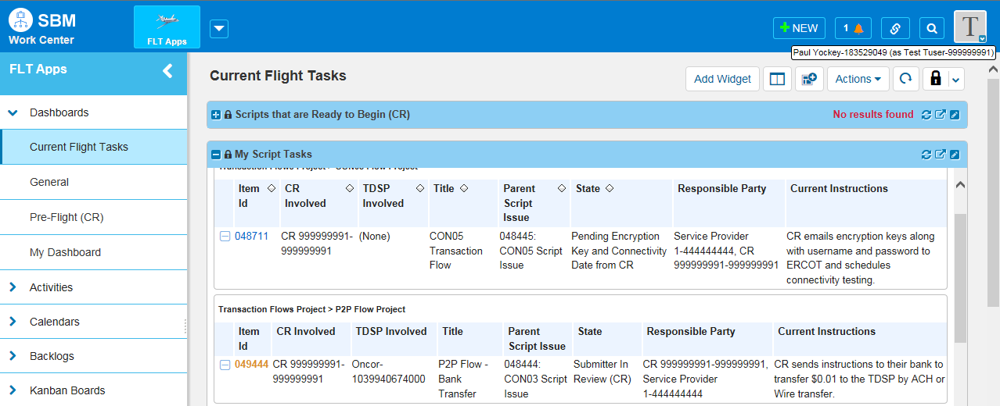 SBM
Work Center
FLT Apps
NEW
1
T
Paul Yockey-183529049 (as Test Tuser-999999991)
FLT Apps
Dashboards
Current Flight Tasks
General
Pre-Flight (CR)
My Dashboard
Activities
Calendars
Backlogs
Kanban Boards
Current Flight Tasks
Add Widget
Actions
Scripts that are Ready to Begin (CR)
No results found
My Script Tasks
Transaction Flows Project > CON05 Flow Project
Item Id
CR Involved
TDSP Involved
Title
Parent Script Issue
State
Responsible Party
Current Instructions
048711
CR 999999991-
999999991
(None)
CON05
Transaction
Flow
048445:
CON05 Script
Issue
Pending Encryption
Key and Connectivity
Date from CR
Service Provider
1-444444444, CR
999999991-999999991
CR emails encryption keys along
with username and password to
ERCOT and schedules
connectivity testing.
Transaction Flows Project > P2P Flow Project
Item Id
CR Involved
TDSP Involved
Title
Parent Script Issue
State
Responsible Party
Current Instructions
049444
CR 999999991-
999999991
Oncor-
1039940674000
P2P Flow -
Bank
Transfer
048444:
CON03 Script
Issue
Submitter In
Review (CR)
CR 999999991-999999991,
Service Provider
1-444444444
CR sends instructions to their bank to
transfer $0.01 to the TDSP by ACH or
Wire transfer.